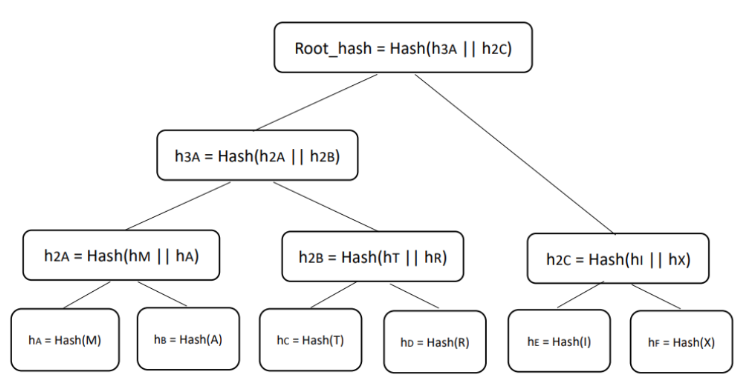 Root_hash = Hash(h3A || h2C)
h3A = Hash(h2A || h2B)
h2A = Hash(hM || hA)
h2B = Hash(hT || hR)
h2C = Hash(hI || hX)
hA = Hash(M)
hB = Hash(A)
hC = Hash(T)
hD = Hash(R)
hE = Hash(I)
hF = Hash(X)